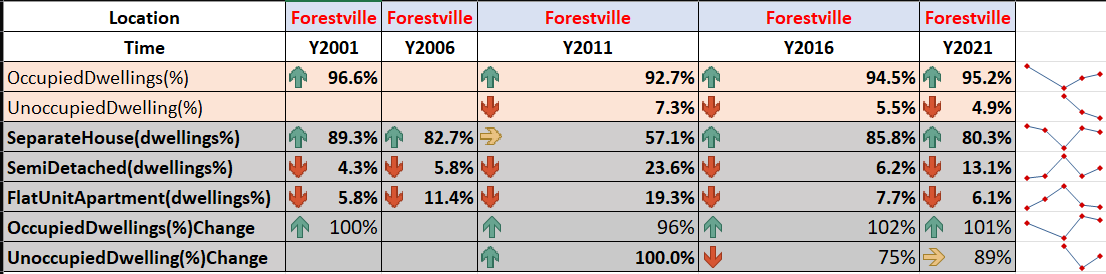 Location Forestville Forestville Forestville Forestville Forestville
Time Y2001 Y2006 Y2011 Y2016 Y2021
OccupiedDwellings(%) 96.6% 92.7% 94.5% 95.2%
UnoccupiedDwelling(%) 7.3% 5.5% 4.9%
SeparateHouse(dwellings%) 89.3% 82.7% 57.1% 85.8% 80.3%
SemiDetached(dwellings%) 4.3% 5.8% 23.6% 6.2% 13.1%
FlatUnitApartment(dwellings%) 5.8% 11.4% 19.3% 7.7% 6.1%
OccupiedDwellings(%)Change 100% 96% 102% 101%
UnoccupiedDwelling(%)Change 100.0% 75% 89%